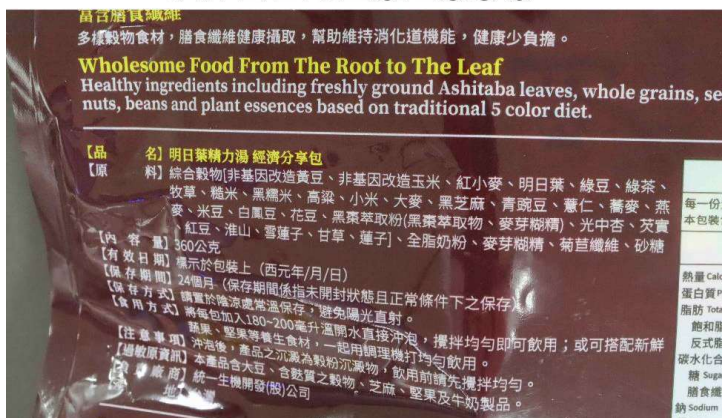 富含膳食纖維
多樣穀物食材，膳食纖維健康攝取，幫助維持消化道機能，健康少負擔。
Wholesome Food From The Root to The Leaf
Healthy ingredients including freshly ground Ashitaba leaves, whole grains, se
nuts, beans and plant essences based on traditional 5 color diet.
【品 名】明日葉精力湯 經濟分享包
【原 料】綜合穀物[非基因改造黃豆、非基因改造玉米、紅小麥、明日葉、綠豆、綠茶、
牧草、糙米、黑糯米、高粱、小米、大麥、黑芝麻、青豌豆、薏仁、蕎麥、燕
麥、米豆、白鳳豆、花豆、黑棗萃取粉(黑棗萃取物、麥芽糊精)、光中杏、芡實
、紅豆、淮山、雪蓮子、甘草、蓮子]、全脂奶粉、麥芽糊精、菊苣纖維、砂糖
【內 容 量】360公克
【有效日期】標示於包裝上（西元年/月/日）
【保存期間】24個月（保存期間係指未開封狀態且正常條件下之保存）
【保存方式】請置於陰涼處常溫保存，避免陽光直射。
【食用方式】將每包加入180~200毫升溫開水直接沖泡，攪拌均勻即可飲用；或可搭配新鮮
蔬果、堅果等養生食材，一起用調理機打均勻飲用。
【注意事項】沖泡後，產品之沉澱為穀粉沉澱物，飲用前請先攪拌均勻。
【過敏原資訊】本產品含大豆、含麩質之穀物、芝麻、堅果及牛奶製品。
廠商】統一生機開發(股)公司
每一份
本包裝
熱量 Calo
蛋白質 P
脂肪 Tota
飽和脂
反式脂
碳水化合
糖 Suga
膳食纖
鈉 Sodium